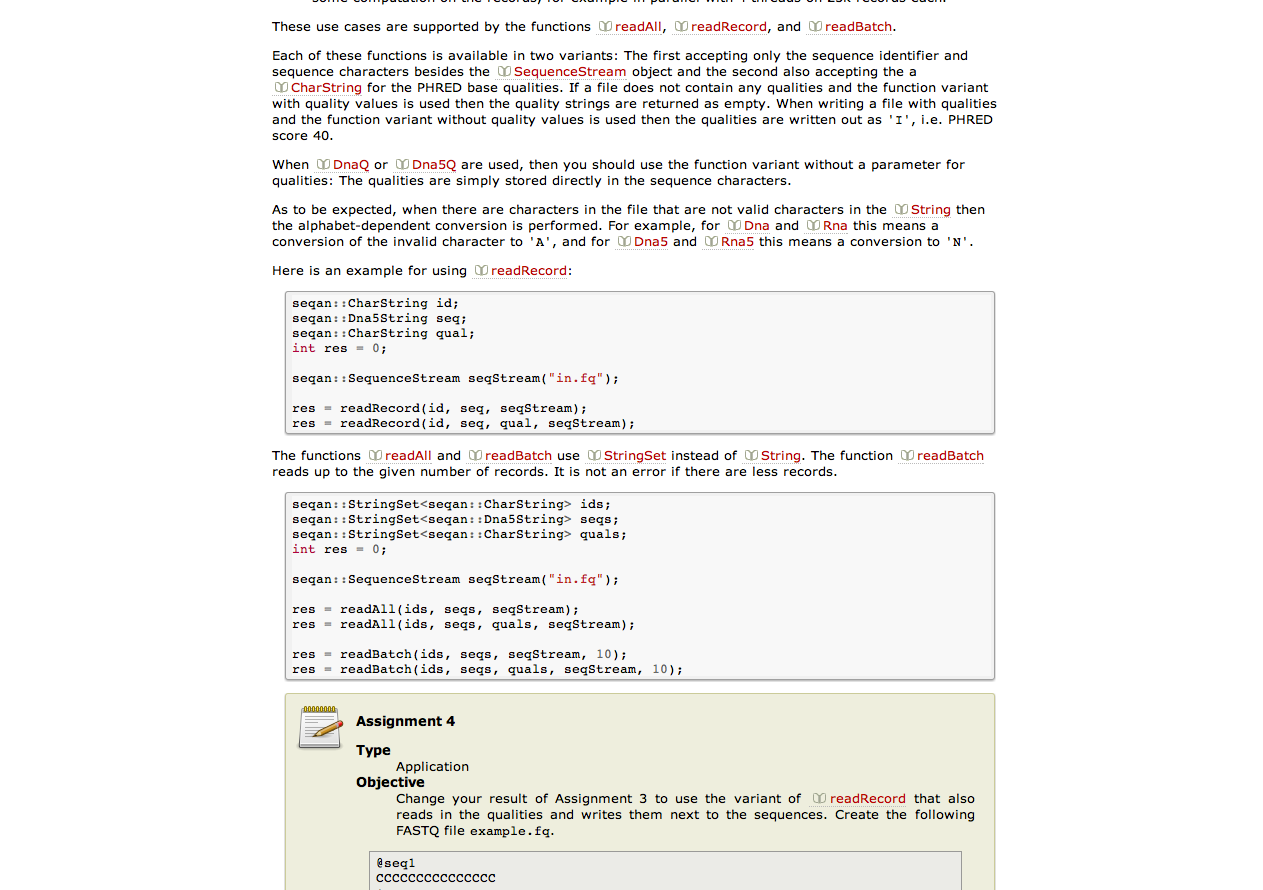 These use cases are supported by the functions readAll, readRecord, and readBatch.
Each of these functions is available in two variants: The first accepting only the sequence identifier and
sequence characters besides the SequenceStream object and the second also accepting the a
CharString for the PHRED base qualities. If a file does not contain any qualities and the function variant
with quality values is used then the quality strings are returned as empty. When writing a file with qualities
and the function variant without quality values is used then the qualities are written out as 'I', i.e. PHRED
score 40.
When DnaQ or Dna5Q are used, then you should use the function variant without a parameter for
qualities: The qualities are simply stored directly in the sequence characters.
As to be expected, when there are characters in the file that are not valid characters in the String then
the alphabet-dependent conversion is performed. For example, for Dna and Rna this means a
conversion of the invalid character to 'A', and for Dna5 and Rna5 this means a conversion to 'N'.
Here is an example for using readRecord:
seqan::CharString id;
seqan::Dna5String seq;
seqan::CharString qual;
int res = 0;
seqan::SequenceStream seqStream("in.fq");
res = readRecord(id, seq, seqStream);
res = readRecord(id, seq, qual, seqStream);
The functions readAll and readBatch use StringSet instead of String. The function readBatch
reads up to the given number of records. It is not an error if there are less records.
seqan::StringSet<seqan::CharString> ids;
seqan::StringSet<seqan::Dna5String> seqs;
seqan::StringSet<seqan::CharString> quals;
int res = 0;
seqan::SequenceStream seqStream("in.fq");
res = readAll(ids, seqs, seqStream);
res = readAll(ids, seqs, quals, seqStream);
res = readBatch(ids, seqs, seqStream, 10);
res = readBatch(ids, seqs, quals, seqStream, 10);
Assignment 4
Type
Application
Objective
Change your result of Assignment 3 to use the variant of readRecord that also
reads in the qualities and writes them next to the sequences. Create the following
FASTQ file example.fq.
@seq1
CCCCCCCCCCCCCCC